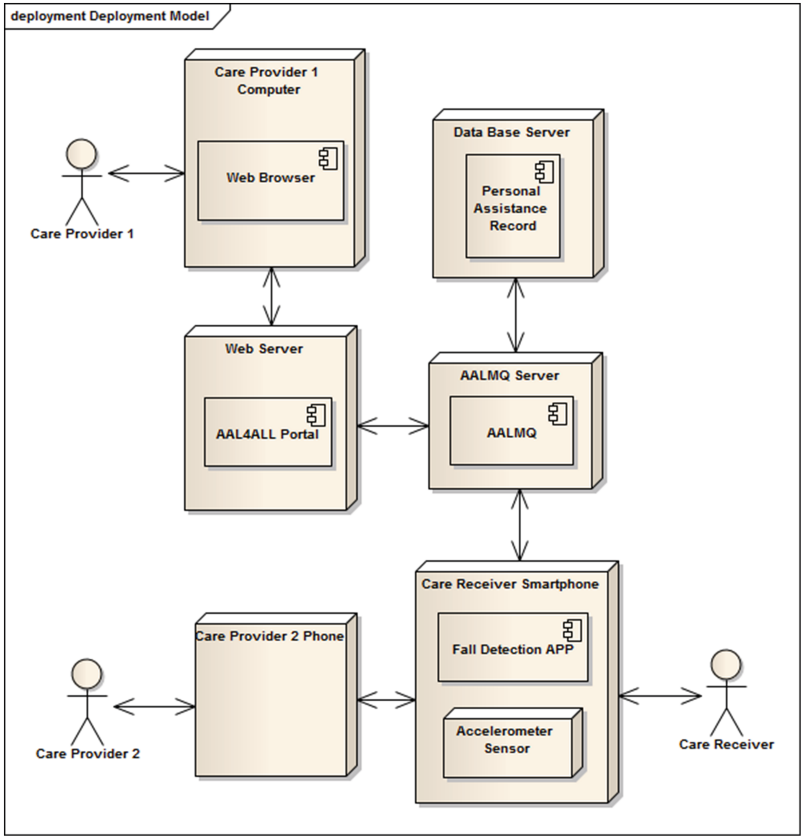 deployment Deployment Model
Care Provider 1
Computer
Web Browser
Care Provider 1
Data Base Server
Personal
Assistance
Record
Web Server
AAL4ALL Portal
AALMQ Server
AALMQ
Care Receiver Smartphone
Fall Detection APP
Accelerometer
Sensor
Care Provider 2 Phone
Care Provider 2
Care Receiver